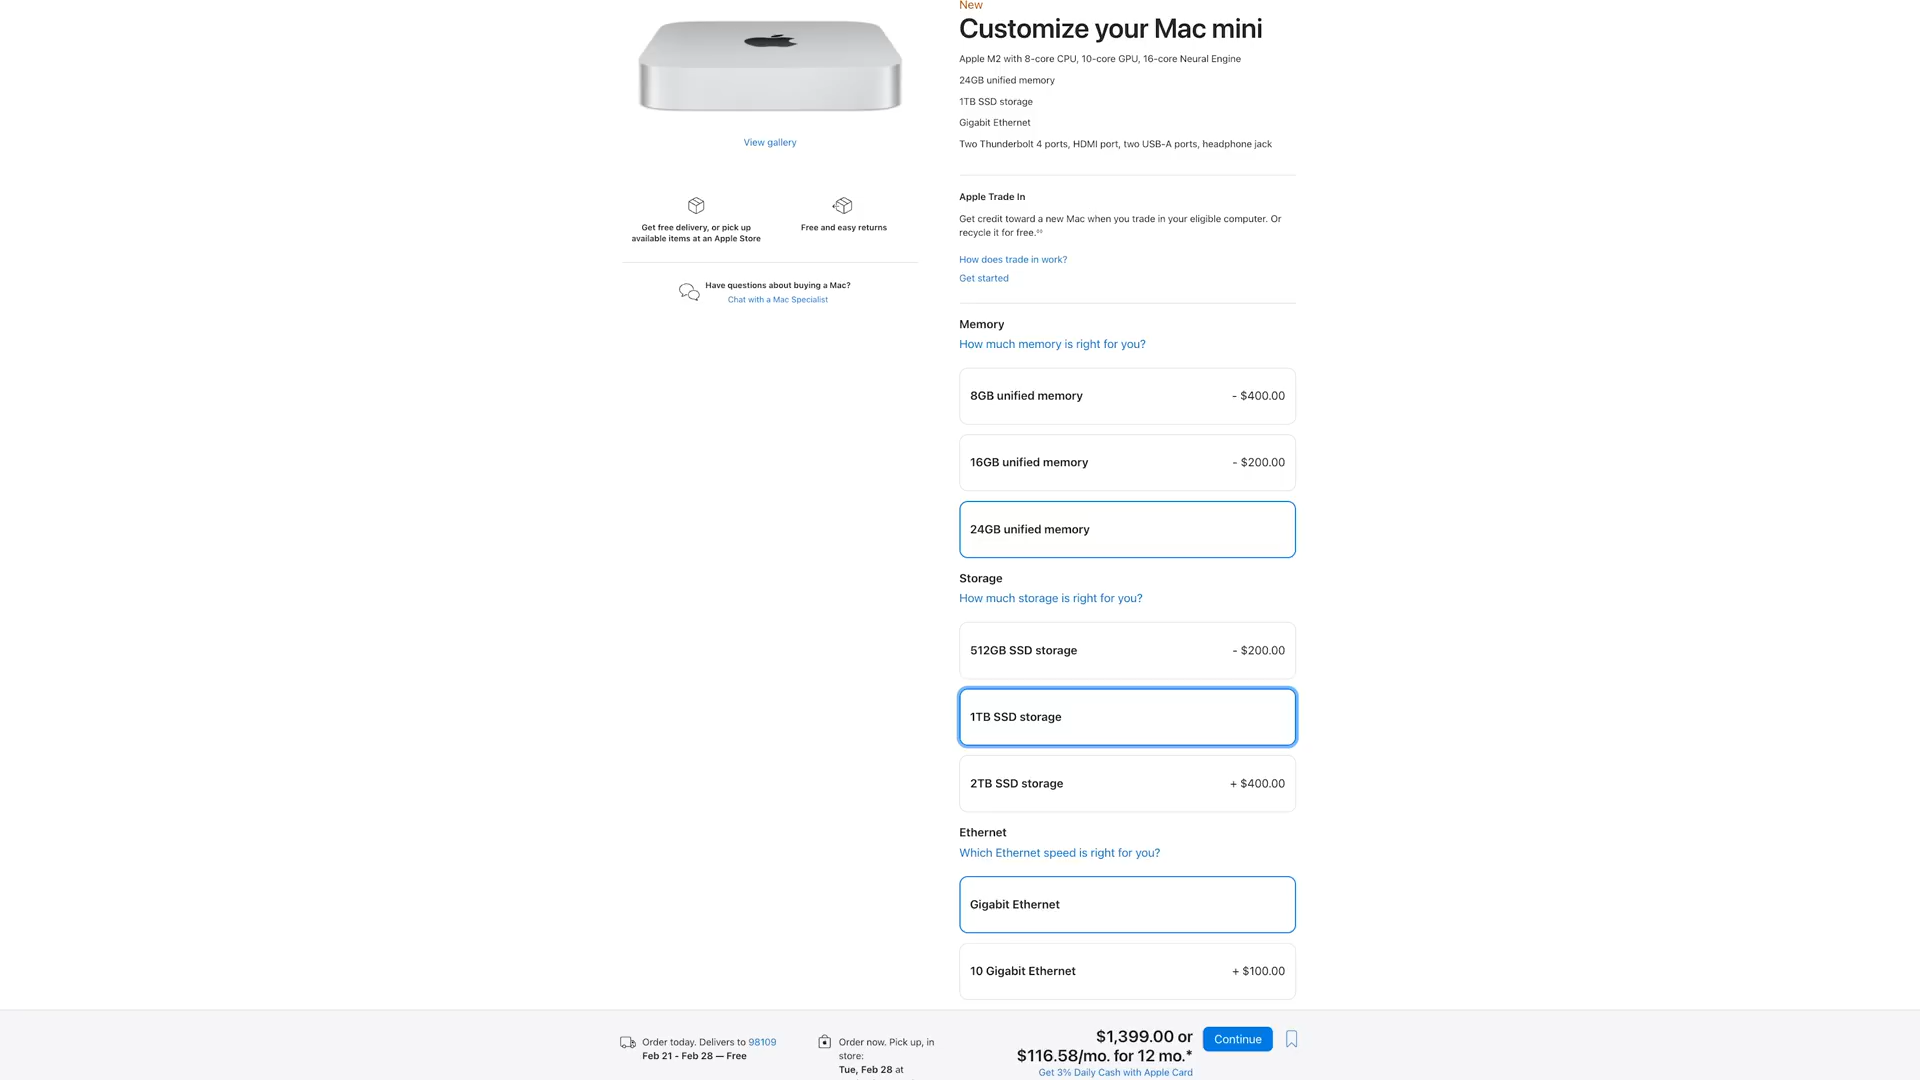 New
Customize your Mac mini
Apple M2 with 8-core CPU, 10-core GPU, 16-core Neural Engine
24GB unified memory
1TB SSD storage
Gigabit Ethernet
Two Thunderbolt 4 ports, HDMI port, two USB-A ports, headphone jack
View gallery
Get free delivery, or pick up
available items at an Apple Store
Free and easy returns
Have questions about buying a Mac?
Chat with a Mac Specialist
Apple Trade In
Get credit toward a new Mac when you trade in your eligible computer. Or
recycle it for free.◊◊
How does trade in work?
Get started
Memory
How much memory is right for you?
8GB unified memory - $400.00
16GB unified memory - $200.00
24GB unified memory
Storage
How much storage is right for you?
512GB SSD storage - $200.00
1TB SSD storage
2TB SSD storage + $400.00
Ethernet
Which Ethernet speed is right for you?
Gigabit Ethernet
10 Gigabit Ethernet + $100.00
Order today. Delivers to 98109
Feb 21 - Feb 28 — Free
Order now. Pick up, in
store:
Tue, Feb 28 at
$1,399.00 or
$116.58/mo. for 12 mo.*
Get 3% Daily Cash with Apple Card
Continue